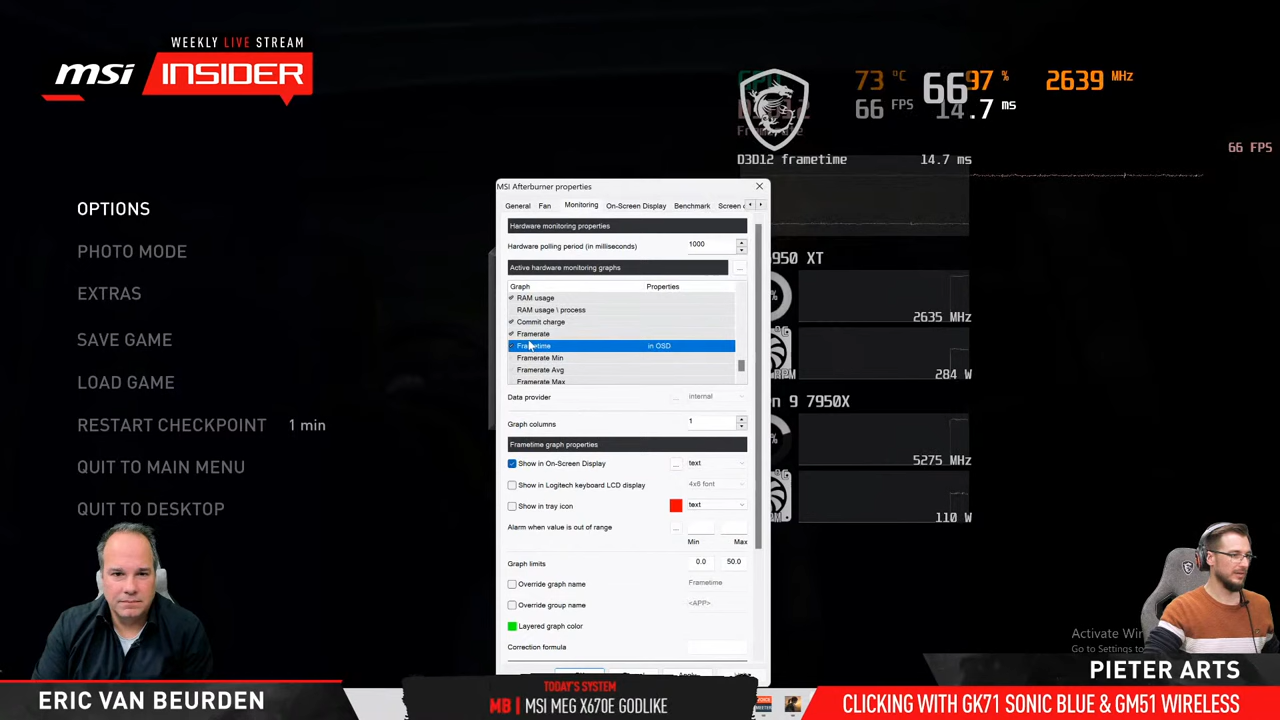 WEEKLY LIVE STREAM
msi INSIDER
73 °C 97 % 2639 MHz
66
66 FPS 14.7 ms
66 FPS
D3D12 frametime 14.7 ms
OPTIONS
PHOTO MODE
EXTRAS
SAVE GAME
LOAD GAME
RESTART CHECKPOINT 1 min
QUIT TO MAIN MENU
QUIT TO DESKTOP
MSI Afterburner properties
General Fan Monitoring On-Screen Display Benchmark Screen c
Hardware monitoring properties
Hardware polling period (in milliseconds) 1000
Active hardware monitoring graphs ...
Graph Properties
RAM usage
RAM usage \ process
Commit charge
Framerate
Frametime in OSD
Framerate Min
Framerate Avg
Framerate Max
Data provider ... internal
Graph columns 1
Frametime graph properties
Show in On-Screen Display ... text
Show in Logitech keyboard LCD display 4x6 font
Show in tray icon text
Alarm when value is out of range ...
Min Max
Graph limits 0.0 50.0
Override graph name Frametime
Override group name <APP>
Layered graph color
Correction formula
950 XT
2635 MHz
284 W
en 9 7950X
5275 MHz
110 W
Activate Win
Go to Settings to
ERIC VAN BEURDEN
TODAY'S SYSTEM
MB | MSI MEG X670E GODLIKE
PIETER ARTS
CLICKING WITH GK71 SONIC BLUE & GM51 WIRELESS